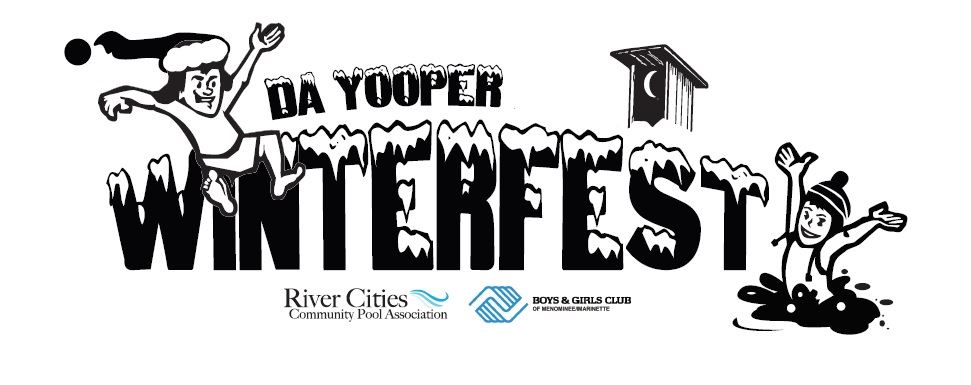 DA YOOPER
WINTERFEST
River Cities
Community Pool Association
BOYS & GIRLS CLUB
OF MENOMINEE/MARINETTE